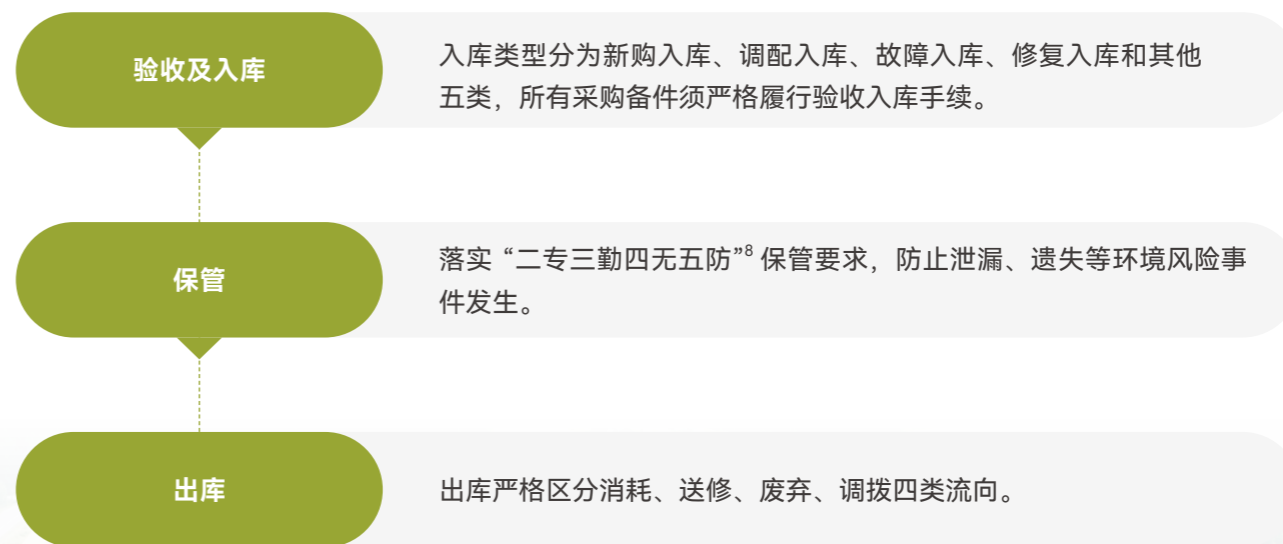 验收及入库
入库类型分为新购入库、调配入库、故障入库、修复入库和其他
五类，所有采购备件须严格履行验收入库手续。
保管
落实“二专三勤四无五防”⁸ 保管要求，防止泄漏、遗失等环境风险事
件发生。
出库
出库严格区分消耗、送修、废弃、调拨四类流向。